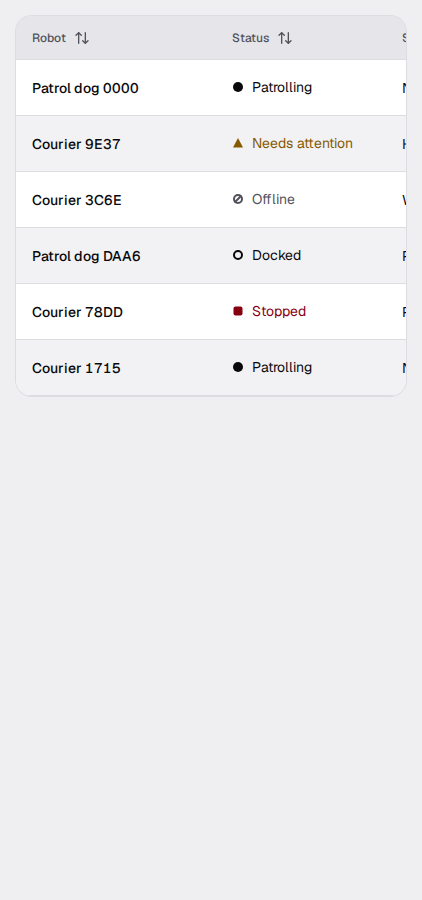 Robot Status
Patrol dog 0000 Patrolling
Courier 9E37 Needs attention
Courier 3C6E Offline
Patrol dog DAA6 Docked
Courier 78DD Stopped
Courier 1715 Patrolling